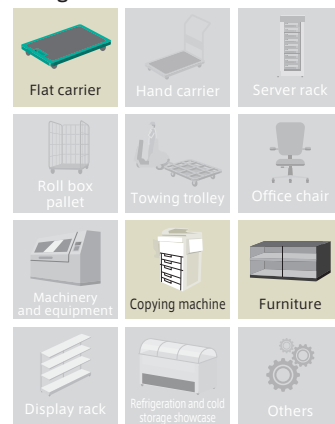 Flat carrier
Hand carrier
Server rack
Roll box
pallet
Towing trolley
Office chair
Machinery
and equipment
Copying machine
Furniture
Display rack
Refrigeration and cold
storage showcase
Others